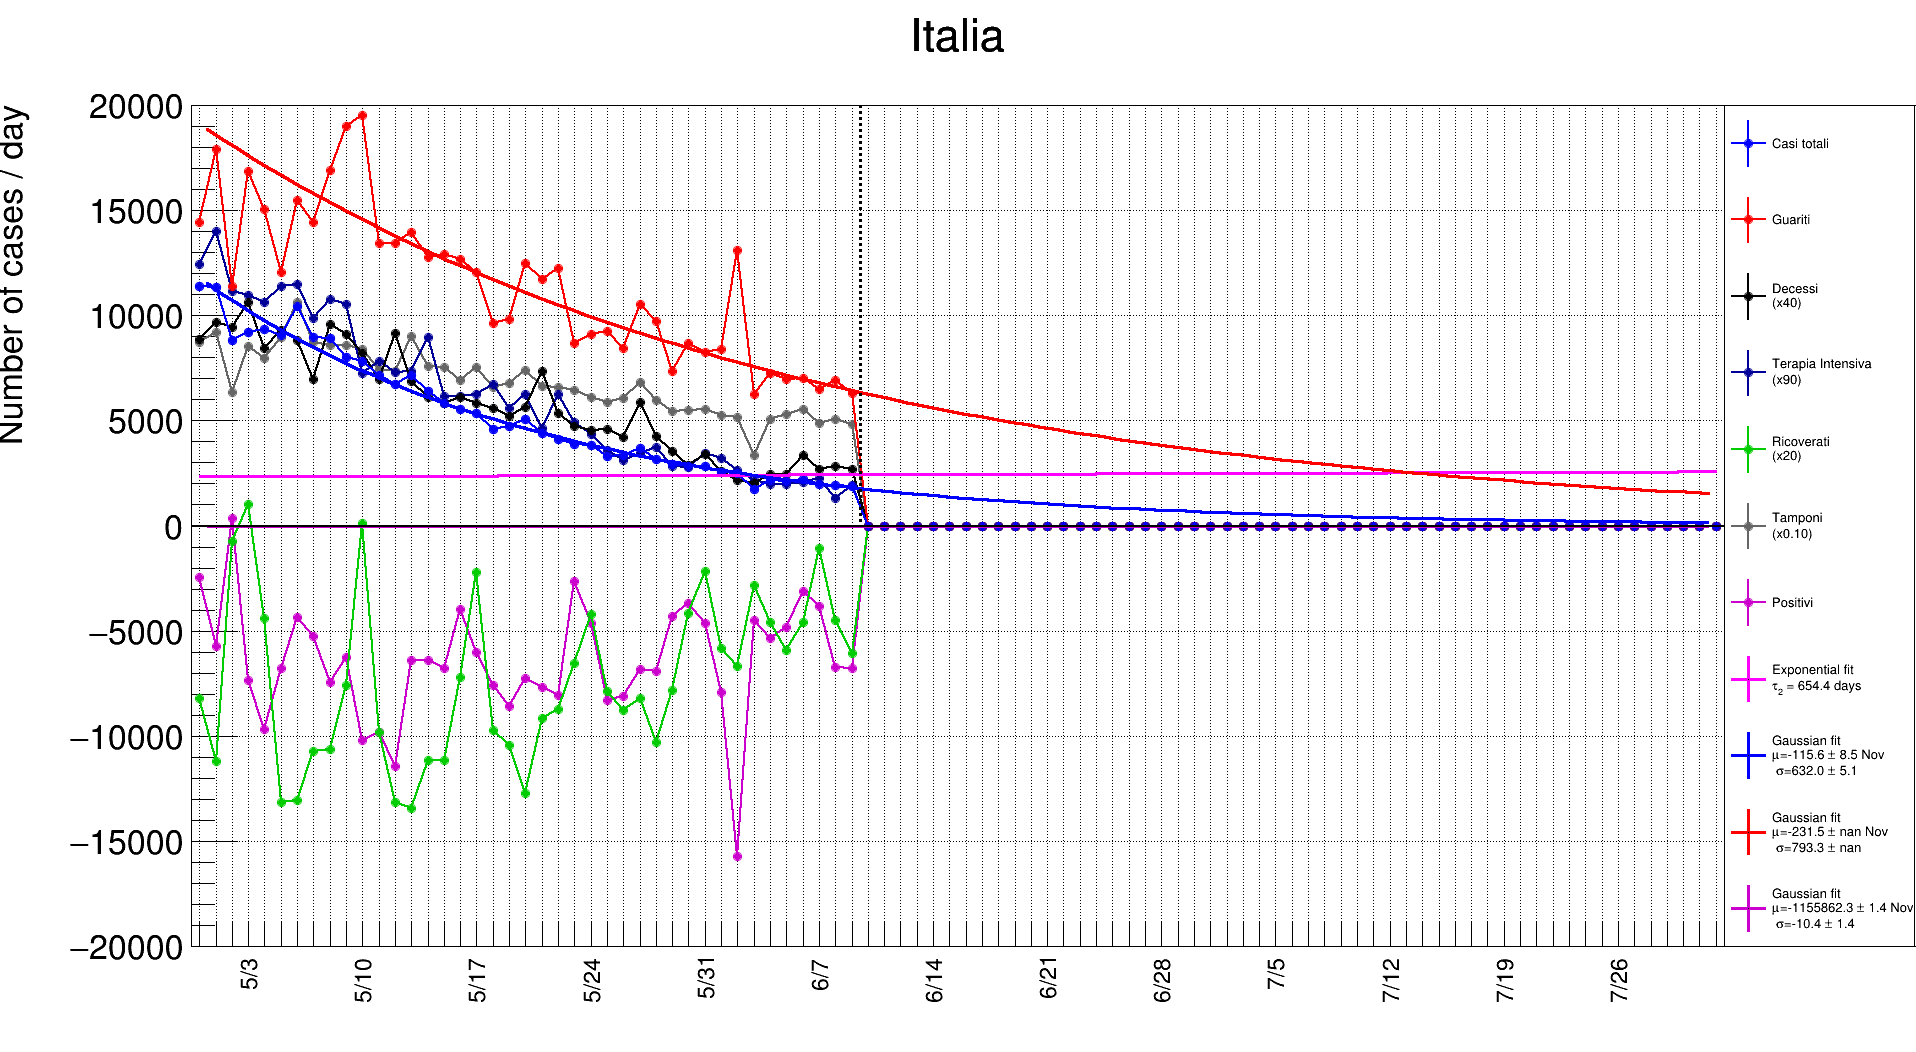 Italia
Number of cases / day
20000
15000
10000
5000
0
−5000
−10000
−15000
−20000
5/3
5/10
5/17
5/24
5/31
6/7
6/14
6/21
6/28
7/5
7/12
7/19
7/26
Casi totali
Guariti
Decessi
(x40)
Terapia Intensiva
(x90)
Ricoverati
(x20)
Tamponi
(x0.10)
Positivi
Exponential fit
τ2 = 654.4 days
Gaussian fit
μ=-115.6 ± 8.5 Nov
σ=632.0 ± 5.1
Gaussian fit
μ=-231.5 ± nan Nov
σ=793.3 ± nan
Gaussian fit
μ=-1155862.3 ± 1.4 Nov
σ=-10.4 ± 1.4